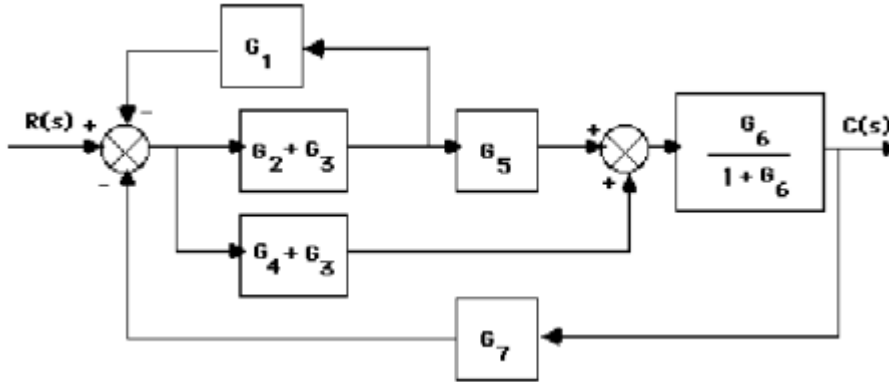 G1
R(s) + − −
G2 + G3
G5
+ +
G6
1 + G6
C(s)
G4 + G3
G7